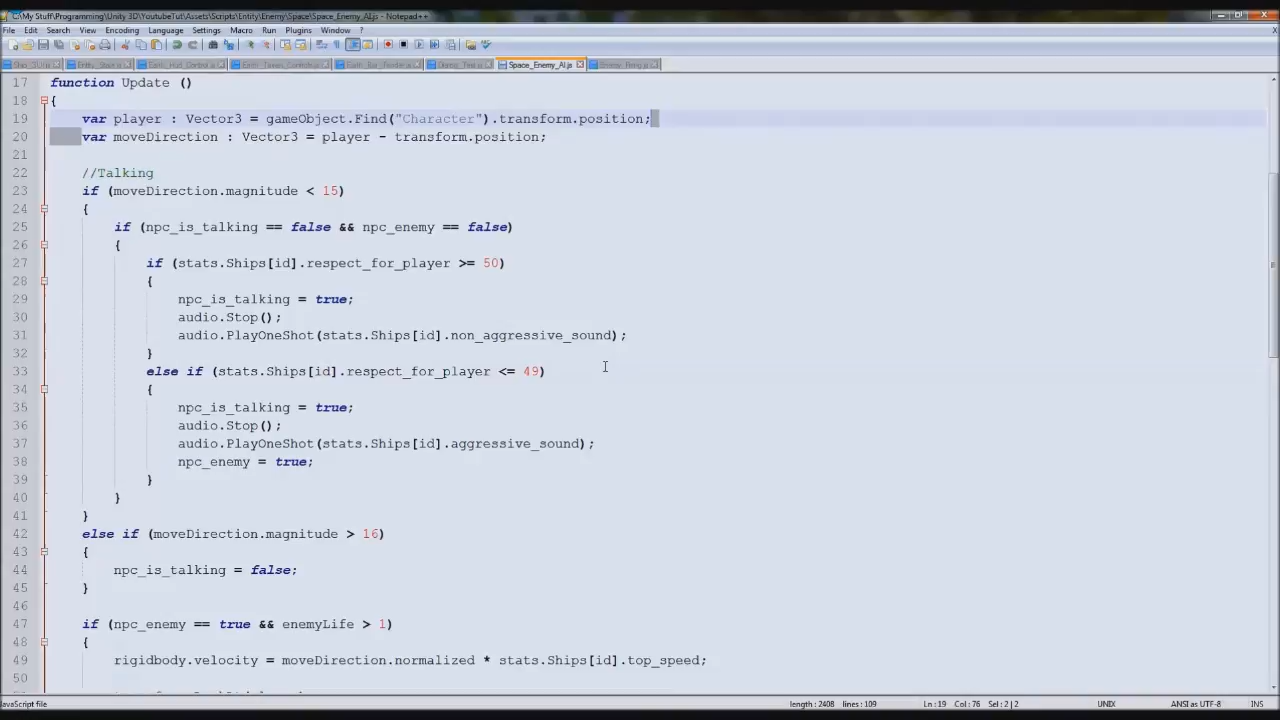 C:\My Stuff\Programming\Unity 3D\YoutubeTut\Assets\Scripts\Entity\Enemy\Space\Space_Enemy_AI.js - Notepad++
File Edit Search View Encoding Language Settings Macro Run Plugins Window ?
Space_Enemy_AI.js
17 function Update ()
18 {
19 var player : Vector3 = gameObject.Find("Character").transform.position;
20 var moveDirection : Vector3 = player - transform.position;
21
22 //Talking
23 if (moveDirection.magnitude < 15)
24 {
25 if (npc_is_talking == false && npc_enemy == false)
26 {
27 if (stats.Ships[id].respect_for_player >= 50)
28 {
29 npc_is_talking = true;
30 audio.Stop();
31 audio.PlayOneShot(stats.Ships[id].non_aggressive_sound);
32 }
33 else if (stats.Ships[id].respect_for_player <= 49)
34 {
35 npc_is_talking = true;
36 audio.Stop();
37 audio.PlayOneShot(stats.Ships[id].aggressive_sound);
38 npc_enemy = true;
39 }
40 }
41 }
42 else if (moveDirection.magnitude > 16)
43 {
44 npc_is_talking = false;
45 }
46
47 if (npc_enemy == true && enemyLife > 1)
48 {
49 rigidbody.velocity = moveDirection.normalized * stats.Ships[id].top_speed;
50
JavaScript file length : 2408 lines : 109 Ln : 19 Col : 76 Sel : 2 | 2 UNIX ANSI as UTF-8 INS